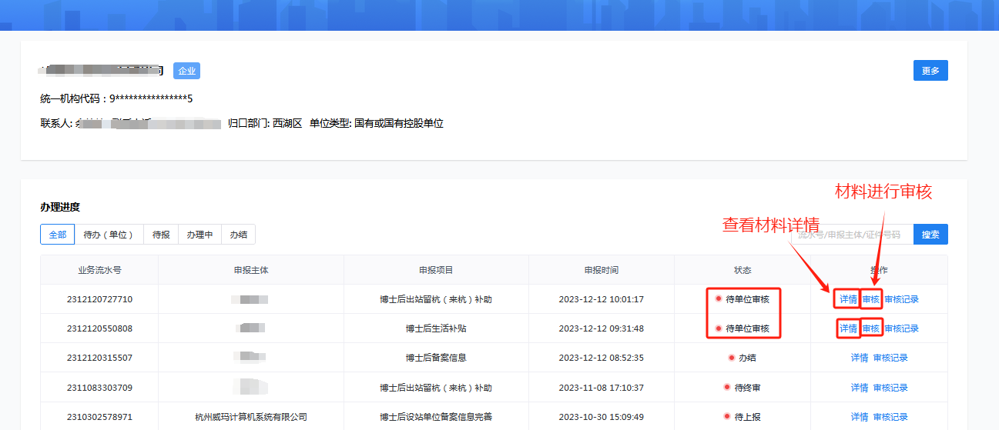 企业
更多
统一机构代码：9****************5
联系人: 归口部门: 西湖区 单位类型: 国有或国有控股单位
材料进行审核
办理进度
查看材料详情
全部 待办（单位） 待报 办理中 办结 流水号/申报主体/证件号码 搜索
业务流水号 申报主体 申报项目 申报时间 状态 操作
2312120727710 博士后出站留杭（来杭）补助 2023-12-12 10:01:17 待单位审核 详情 审核 审核记录
2312120550808 博士后生活补贴 2023-12-12 09:31:48 待单位审核 详情 审核 审核记录
2312120315507 博士后备案信息 2023-12-12 08:52:35 办结 详情 审核记录
2311083303709 博士后出站留杭（来杭）补助 2023-11-08 17:10:37 待终审 详情 审核记录
2310302578971 杭州威玛计算机系统有限公司 博士后设站单位备案信息完善 2023-10-30 15:09:49 待上报 详情 审核记录